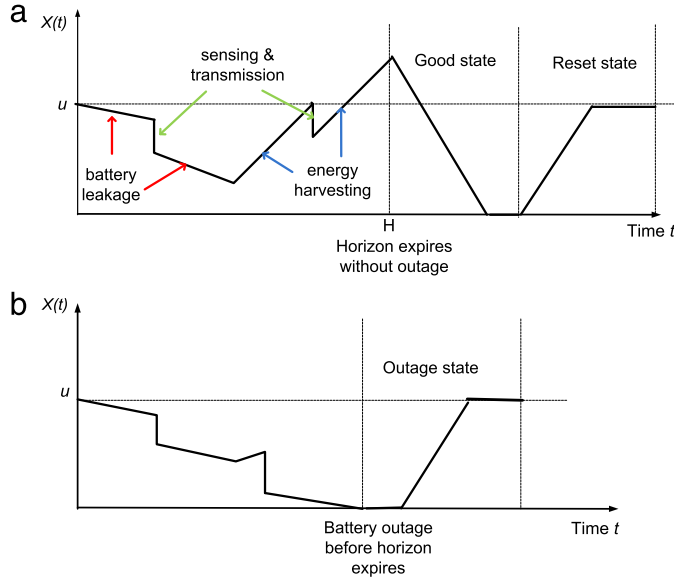 a
X(t)
sensing &
transmission
Good state
Reset state
u
battery
leakage
energy
harvesting
H
Time t
Horizon expires
without outage
b
X(t)
Outage state
u
Battery outage
before horizon
expires
Time t